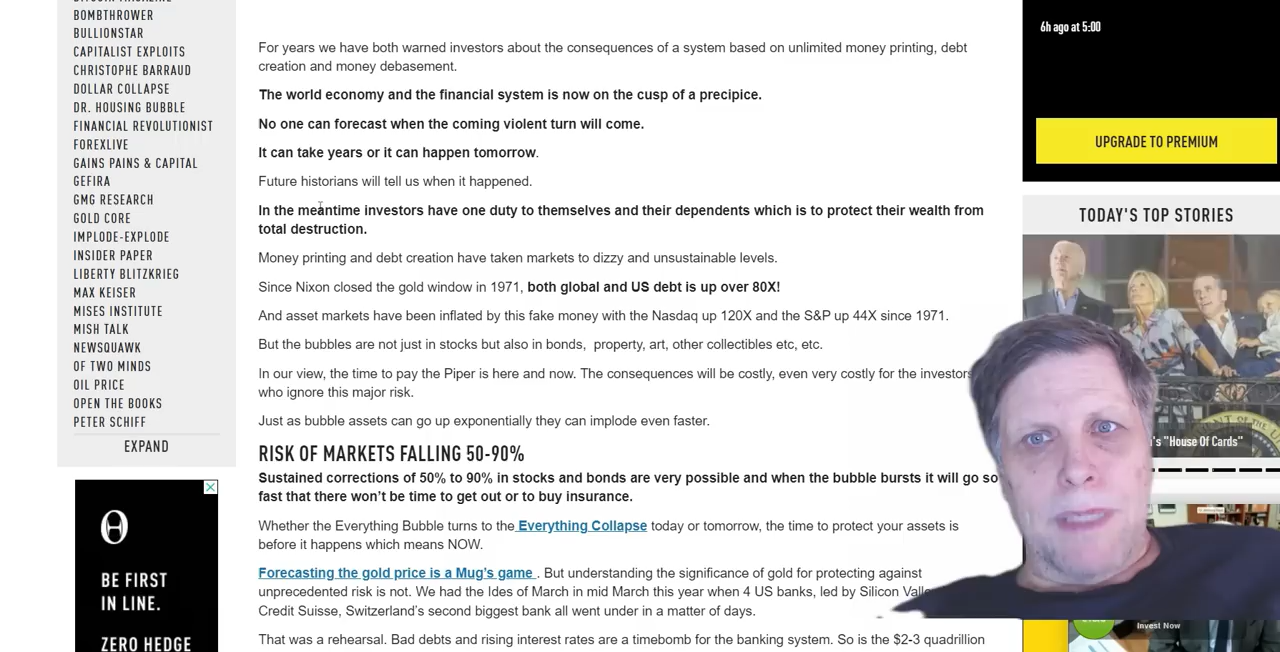 BOMBTHROWER
BULLIONSTAR
CAPITALIST EXPLOITS
CHRISTOPHE BARRAUD
DOLLAR COLLAPSE
DR. HOUSING BUBBLE
FINANCIAL REVOLUTIONIST
FOREXLIVE
GAINS PAINS & CAPITAL
GEFIRA
GMG RESEARCH
GOLD CORE
IMPLODE-EXPLODE
INSIDER PAPER
LIBERTY BLITZKRIEG
MAX KEISER
MISES INSTITUTE
MISH TALK
NEWSQUAWK
OF TWO MINDS
OIL PRICE
OPEN THE BOOKS
PETER SCHIFF
EXPAND
BE FIRST
IN LINE.
ZERO HEDGE
For years we have both warned investors about the consequences of a system based on unlimited money printing, debt
creation and money debasement.
The world economy and the financial system is now on the cusp of a precipice.
No one can forecast when the coming violent turn will come.
It can take years or it can happen tomorrow.
Future historians will tell us when it happened.
In the meantime investors have one duty to themselves and their dependents which is to protect their wealth from
total destruction.
Money printing and debt creation have taken markets to dizzy and unsustainable levels.
Since Nixon closed the gold window in 1971, both global and US debt is up over 80X!
And asset markets have been inflated by this fake money with the Nasdaq up 120X and the S&P up 44X since 1971.
But the bubbles are not just in stocks but also in bonds, property, art, other collectibles etc, etc.
In our view, the time to pay the Piper is here and now. The consequences will be costly, even very costly for the investors
who ignore this major risk.
Just as bubble assets can go up exponentially they can implode even faster.
RISK OF MARKETS FALLING 50-90%
Sustained corrections of 50% to 90% in stocks and bonds are very possible and when the bubble bursts it will go so
fast that there won't be time to get out or to buy insurance.
Whether the Everything Bubble turns to the Everything Collapse today or tomorrow, the time to protect your assets is
before it happens which means NOW.
Forecasting the gold price is a Mug's game . But understanding the significance of gold for protecting against
unprecedented risk is not. We had the Ides of March in mid March this year when 4 US banks, led by Silicon
Credit Suisse, Switzerland's second biggest bank all went under in a matter of days.
That was a rehearsal. Bad debts and rising interest rates are a timebomb for the banking system. So is the $2-3 quadrillion
6h ago at 5:00
UPGRADE TO PREMIUM
TODAY'S TOP STORIES
"House Of Cards"
Invest Now